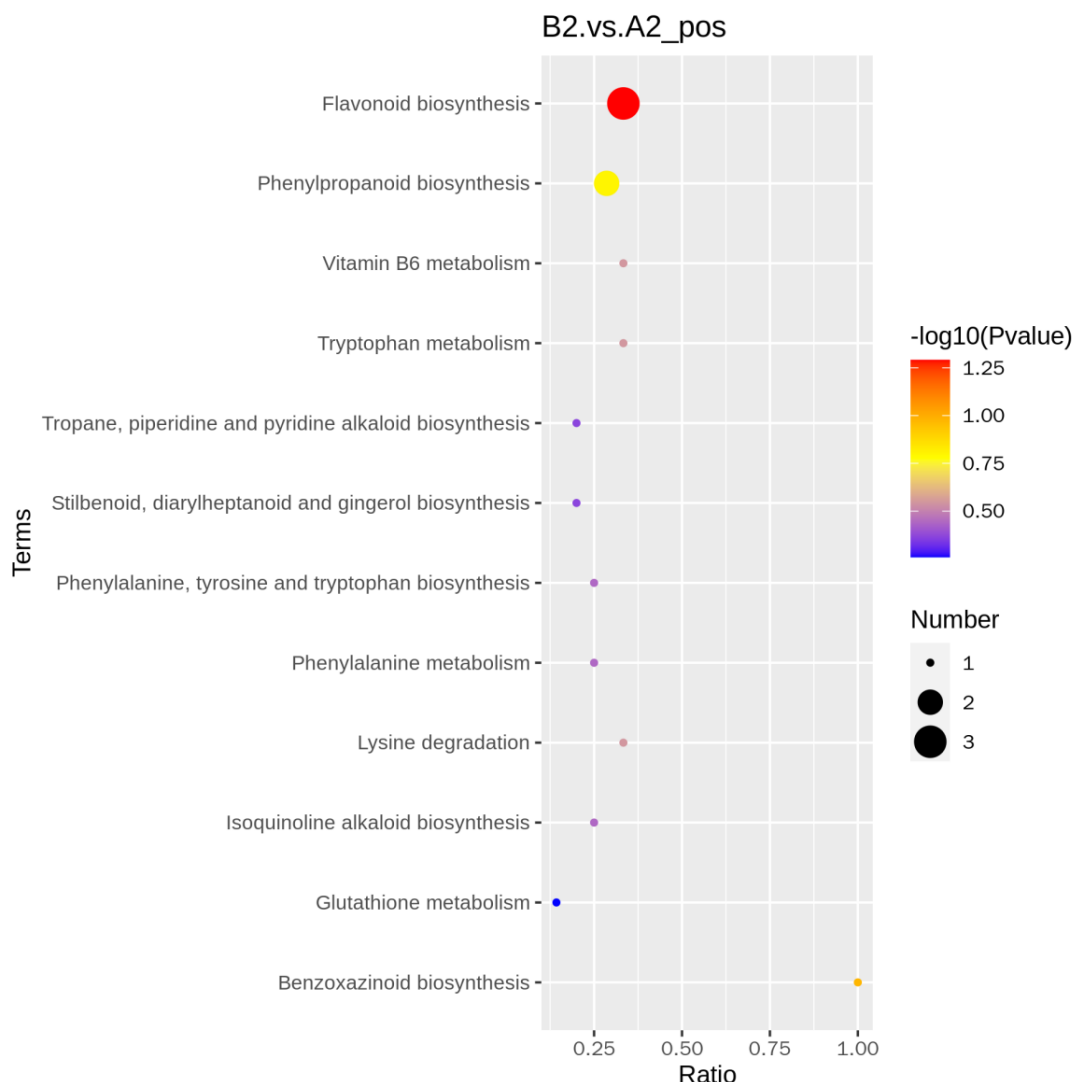 B2.vs.A2_pos
Flavonoid biosynthesis
Phenylpropanoid biosynthesis
Vitamin B6 metabolism
Tryptophan metabolism
Tropane, piperidine and pyridine alkaloid biosynthesis
Stilbenoid, diarylheptanoid and gingerol biosynthesis
Phenylalanine, tyrosine and tryptophan biosynthesis
Phenylalanine metabolism
Lysine degradation
Isoquinoline alkaloid biosynthesis
Glutathione metabolism
Benzoxazinoid biosynthesis
Terms
0.25 0.50 0.75 1.00
Ratio
-log10(Pvalue)
1.25
1.00
0.75
0.50
Number
1
2
3